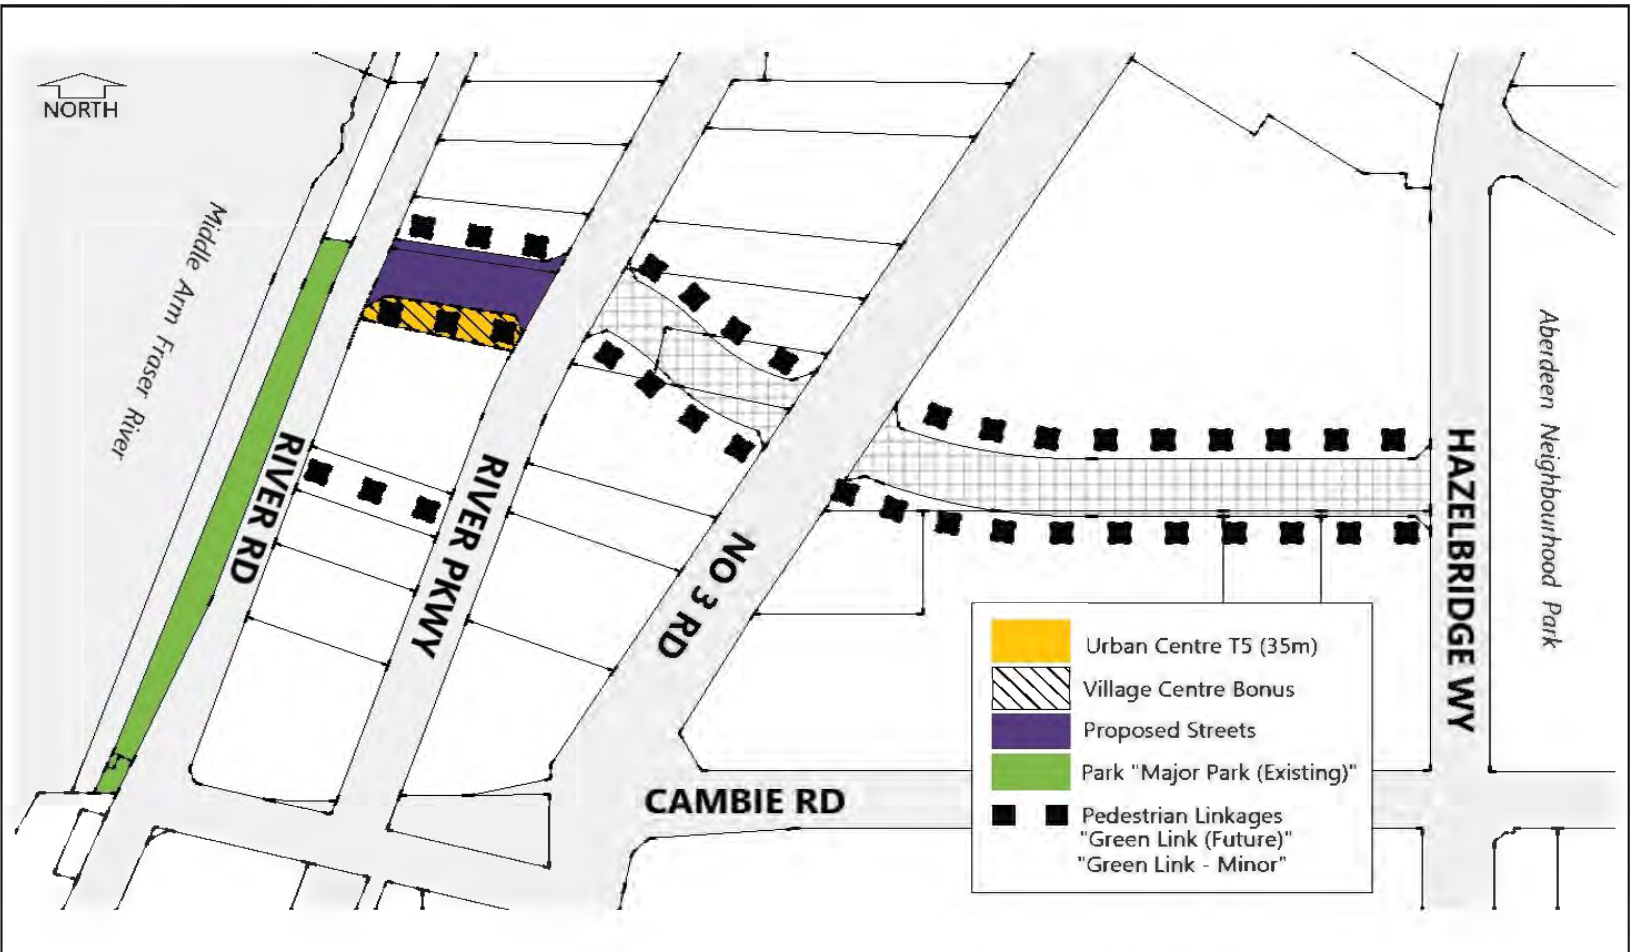 NORTH
Middle Arm Fraser River
RIVER RD
RIVER PKWY
NO 3 RD
CAMBIE RD
HAZELBRIDGE WY
Aberdeen Neighbourhood Park
Urban Centre T5 (35m)
Village Centre Bonus
Proposed Streets
Park "Major Park (Existing)"
Pedestrian Linkages
"Green Link (Future)"
"Green Link - Minor"